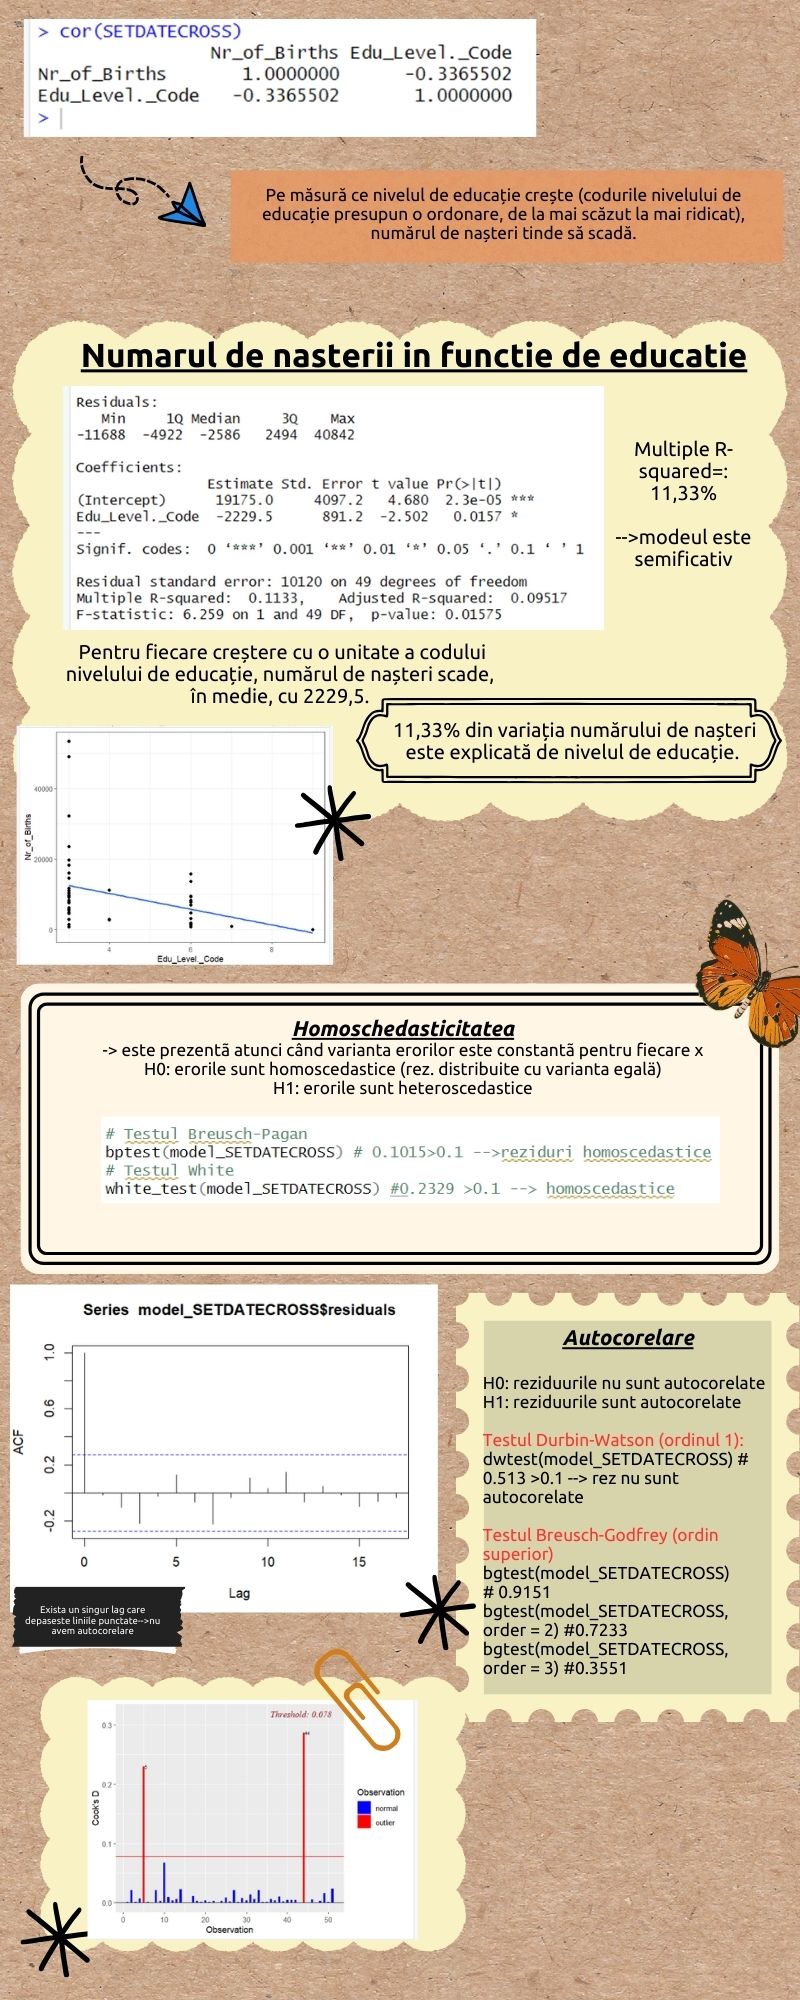 > cor(SETDATECROSS)
Nr_of_Births Edu_Level._Code
Nr_of_Births 1.0000000 -0.3365502
Edu_Level._Code -0.3365502 1.0000000
>
Pe măsură ce nivelul de educație crește (codurile nivelului de
educație presupun o ordonare, de la mai scăzut la mai ridicat),
numărul de nașteri tinde să scadă.
Numarul de nasterii in functie de educatie
Residuals:
Min 1Q Median 3Q Max
-11688 -4922 -2586 2494 40842
Coefficients:
Estimate Std. Error t value Pr(>|t|)
(Intercept) 19175.0 4097.2 4.680 2.3e-05 ***
Edu_Level._Code -2229.5 891.2 -2.502 0.0157 *
---
Signif. codes: 0 ‘***’ 0.001 ‘**’ 0.01 ‘*’ 0.05 ‘.’ 0.1 ‘ ’ 1
Residual standard error: 10120 on 49 degrees of freedom
Multiple R-squared: 0.1133, Adjusted R-squared: 0.09517
F-statistic: 6.259 on 1 and 49 DF, p-value: 0.01575
Multiple R-
squared=:
11,33%
-->modeul este
semificativ
Pentru fiecare creștere cu o unitate a codului
nivelului de educație, numărul de nașteri scade,
în medie, cu 2229,5.
11,33% din variația numărului de nașteri
este explicată de nivelul de educație.
Nr_of_Births
40000
20000
0
4 6 8
Edu_Level._Code
Homoschedasticitatea
-> este prezentã atunci când varianta erorilor este constantã pentru fiecare x
H0: erorile sunt homoscedastice (rez. distribuite cu varianta egalä)
H1: erorile sunt heteroscedastice
# Testul Breusch-Pagan
bptest(model_SETDATECROSS) # 0.1015>0.1 -->reziduri homoscedastice
# Testul White
white_test(model_SETDATECROSS) #0.2329 >0.1 --> homoscedastice
Series model_SETDATECROSS$residuals
ACF
1.0
0.6
0.2
-0.2
0 5 10 15
Lag
Exista un singur lag care
depaseste liniile punctate-->nu
avem autocorelare
Autocorelare
H0: reziduurile nu sunt autocorelate
H1: reziduurile sunt autocorelate
Testul Durbin-Watson (ordinul 1):
dwtest(model_SETDATECROSS) #
0.513 >0.1 --> rez nu sunt
autocorelate
Testul Breusch-Godfrey (ordin
superior)
bgtest(model_SETDATECROSS)
# 0.9151
bgtest(model_SETDATECROSS,
order = 2) #0.7233
bgtest(model_SETDATECROSS,
order = 3) #0.3551
Threshold: 0.078
Cook's D
0.3
0.2
0.1
0.0
5
44
0 10 20 30 40 50
Observation
Observation
normal
outlier